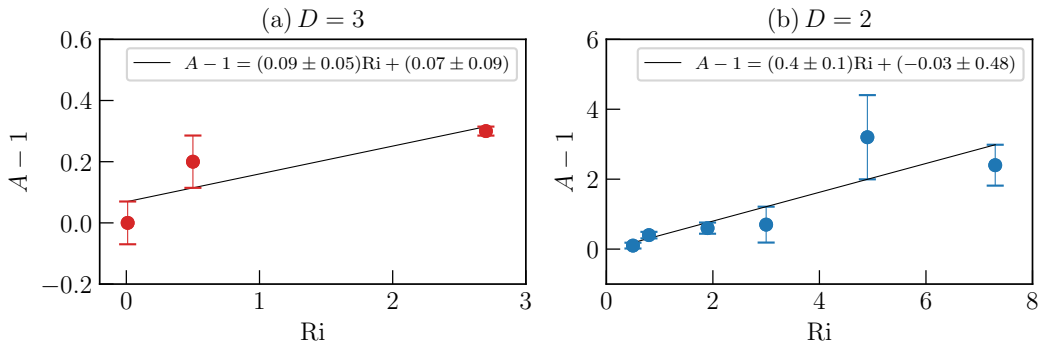 (a) D = 3
0.6
0.4
0.2
0.0
−0.2
A − 1
A − 1 = (0.09 ± 0.05)Ri + (0.07 ± 0.09)
0
1
2
3
Ri
(b) D = 2
6
4
2
0
A − 1
A − 1 = (0.4 ± 0.1)Ri + (−0.03 ± 0.48)
0
2
4
6
8
Ri